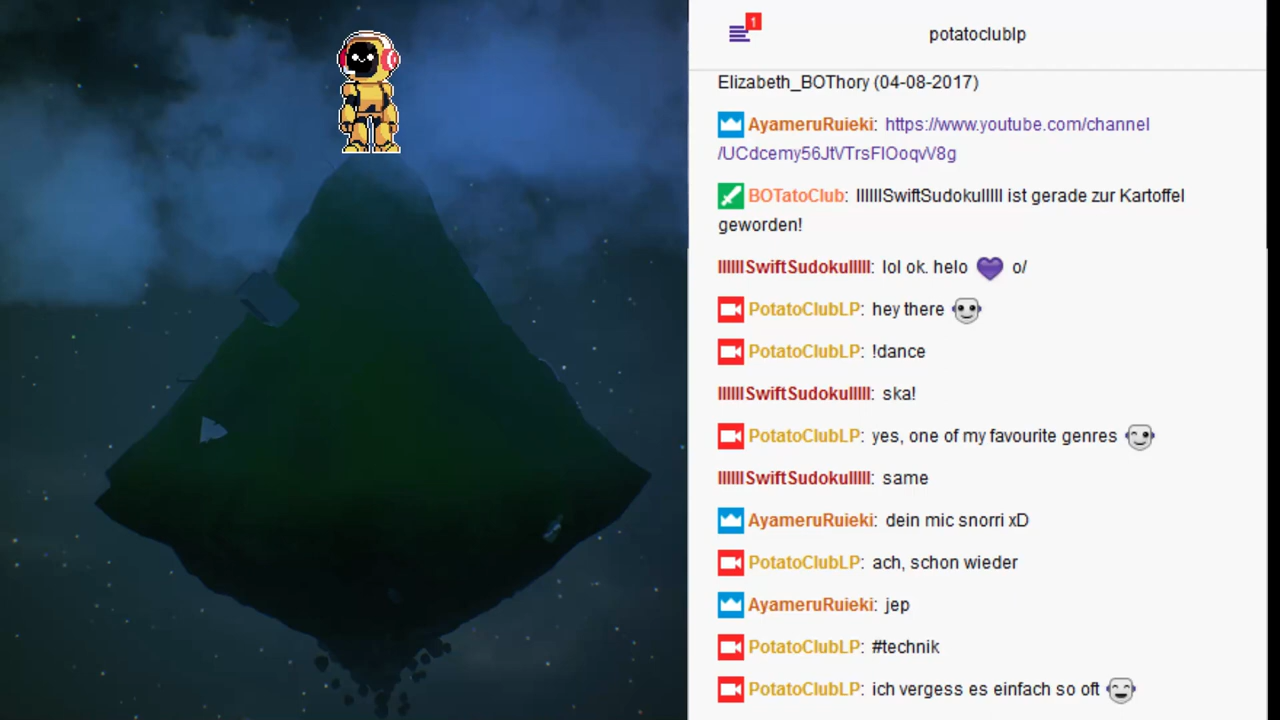 1
potatoclublp
Elizabeth_BOThory (04-08-2017)
AyameruRuieki: https://www.youtube.com/channel
/UCdcemy56JtVTrsFIOoqvV8g
BOTatoClub: IIIIIISwiftSudokuIIIII ist gerade zur Kartoffel
geworden!
IIIIIISwiftSudokuIIIII: lol ok. helo o/
PotatoClubLP: hey there
PotatoClubLP: !dance
IIIIIISwiftSudokuIIIII: ska!
PotatoClubLP: yes, one of my favourite genres
IIIIIISwiftSudokuIIIII: same
AyameruRuieki: dein mic snorri xD
PotatoClubLP: ach, schon wieder
AyameruRuieki: jep
PotatoClubLP: #technik
PotatoClubLP: ich vergess es einfach so oft